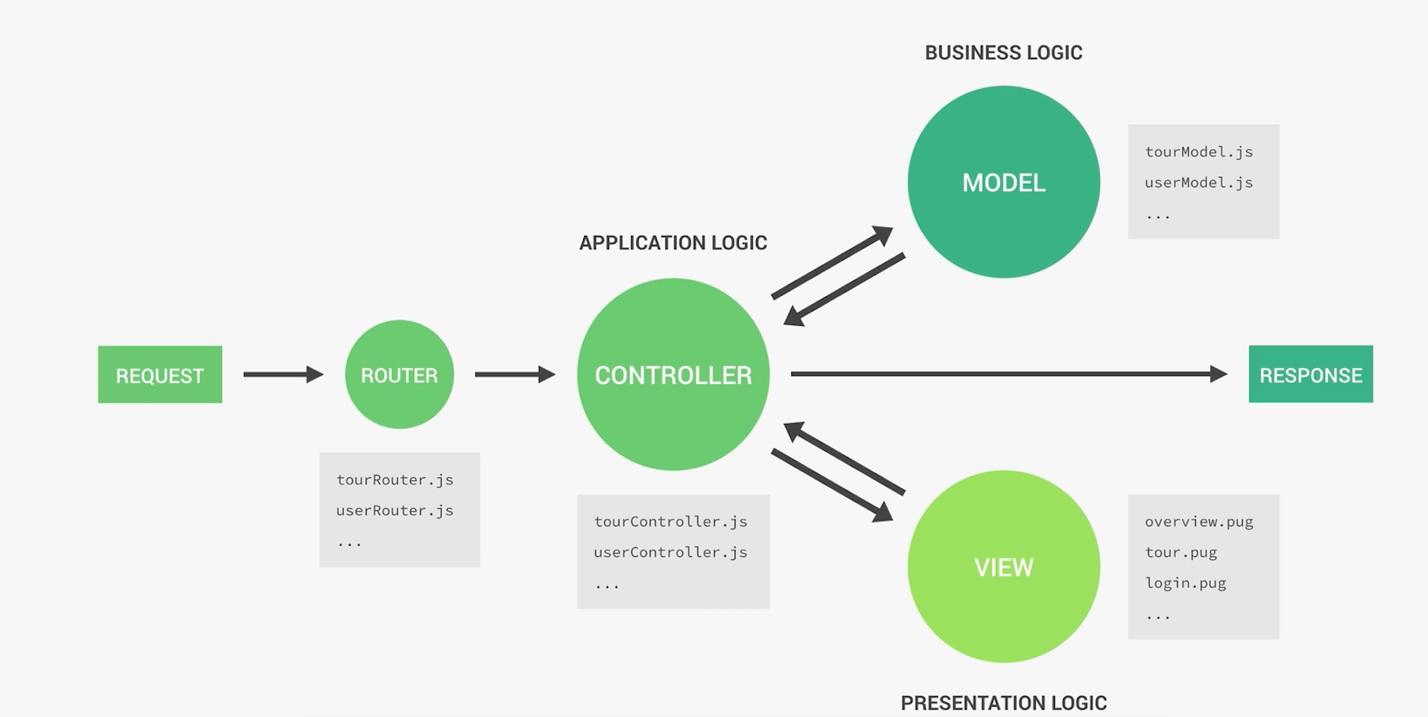 BUSINESS LOGIC
MODEL
tourModel.js
userModel.js
...
APPLICATION LOGIC
REQUEST
ROUTER
CONTROLLER
RESPONSE
tourRouter.js
userRouter.js
...
tourController.js
userController.js
...
VIEW
overview.pug
tour.pug
login.pug
...
PRESENTATION LOGIC